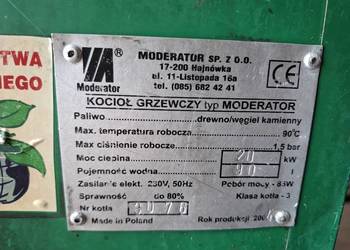 TWA
NEGO
Moderator
MODERATUR SP. Z O.O.
17-200 Hajnówka
ul. 11-Listopada 16a
tel. (085) 682 42 41
CE
KOCIOŁ GRZEWCZY typ MODERATOR
Paliwo drewno/węgiel kamienny
Max. temperatura robocza 90°C
Max. ciśnienie robocze 1,5 bar
Moc cieplna 20 kW
Pojemność wodna 90 l
Zasilanie elekt. 230V, 50Hz Pobór mocy - 85W
Sprawność do 80% Klasa kotła - 3
Nr kotła
Made in Poland Rok produkcji 200